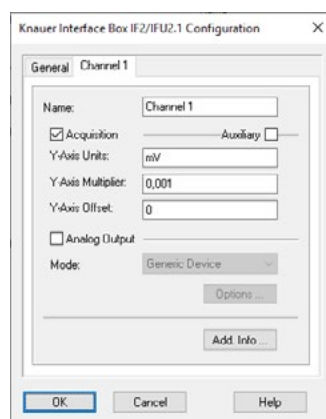 Knauer Interface Box IF2/IFU2.1 Configuration
General Channel 1
Name: Channel 1
Acquisition Auxiliary
Y-Axis Units: mV
Y-Axis Multiplier: 0,001
Y-Axis Offset: 0
Analog Output
Mode: Generic Device
Options ...
Add. Info ...
OK Cancel Help